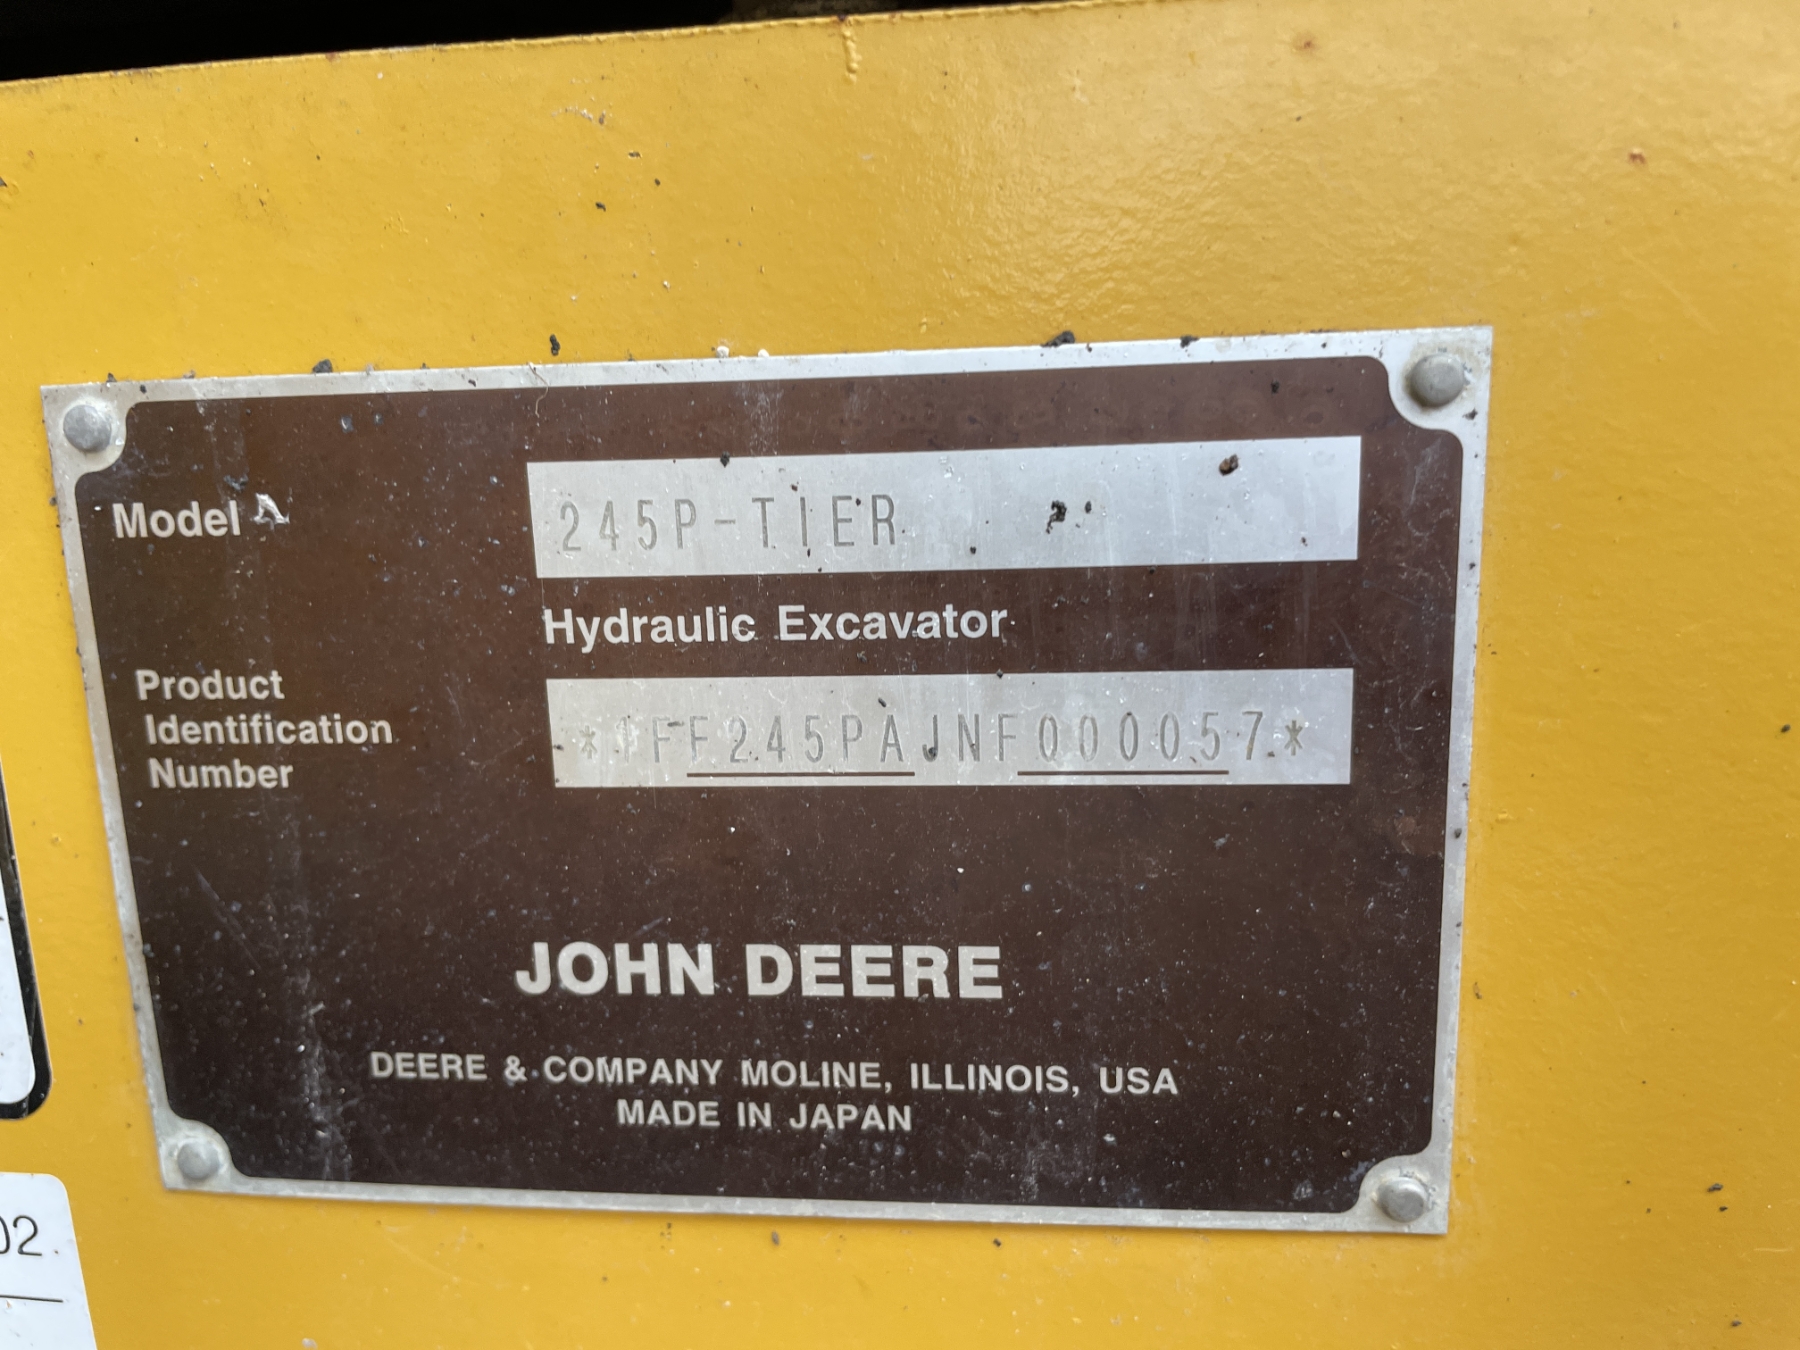 Model 245P-TIER
Hydraulic Excavator
Product
Identification
Number
*1FF245PAJNF000057*
JOHN DEERE
DEERE & COMPANY MOLINE, ILLINOIS, USA
MADE IN JAPAN
02